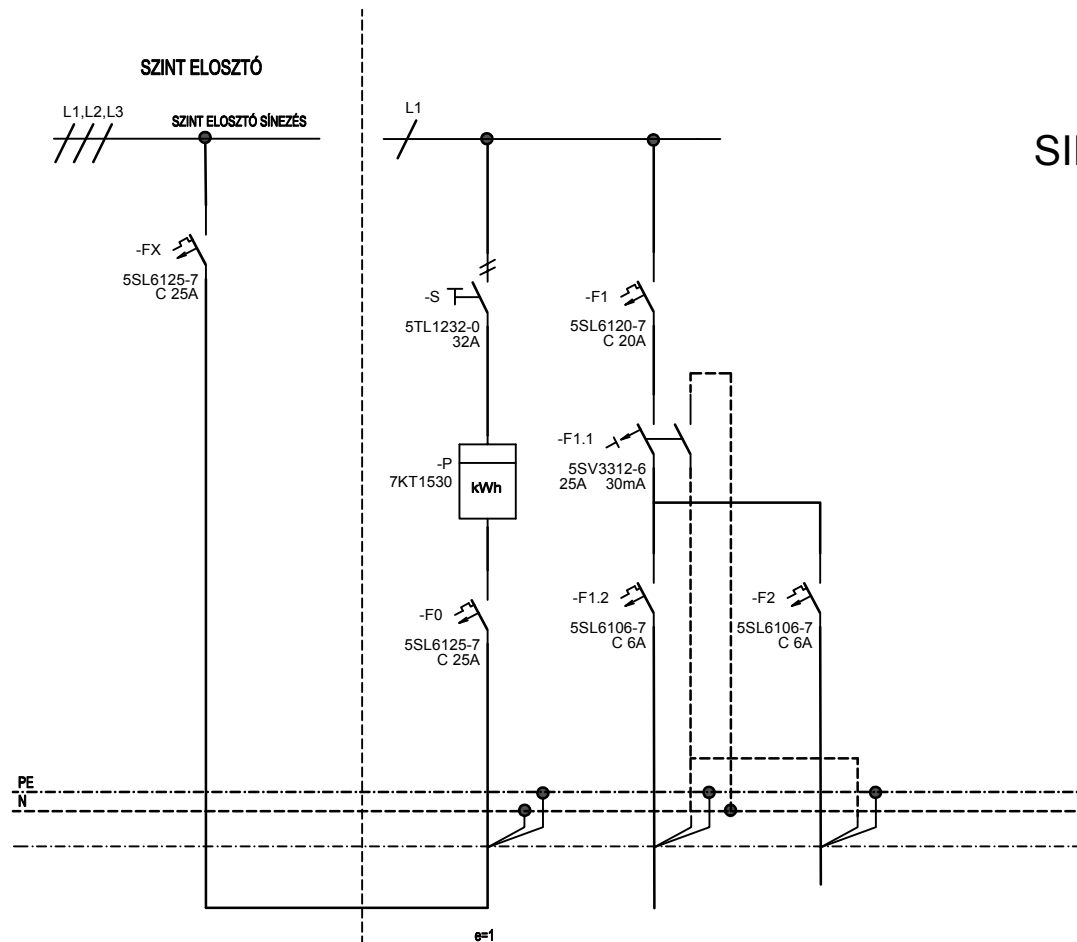 SZINT ELOSZTÓ
L1,L2,L3
SZINT ELOSZTÓ SÍNEZÉS
L1
-FX
5SL6125-7
C 25A
-S
5TL1232-0
32A
-F1
5SL6120-7
C 20A
-P
7KT1530
kWh
-F1.1
5SV3312-6
25A 30mA
-F0
5SL6125-7
C 25A
-F1.2
5SL6106-7
C 6A
-F2
5SL6106-7
C 6A
PE
N
e=1